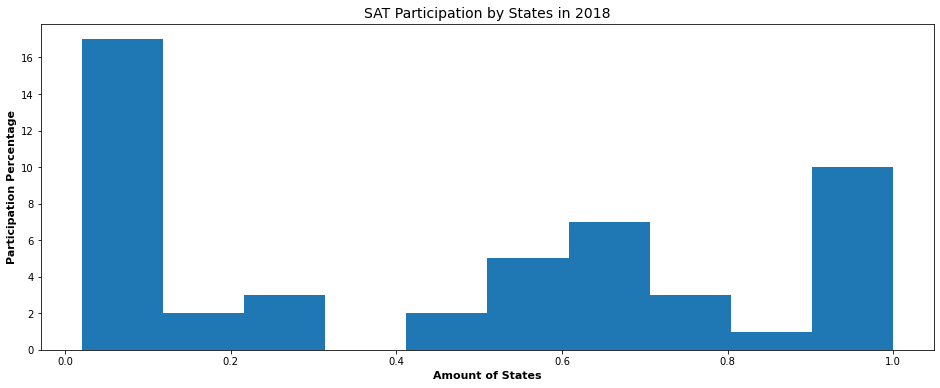 SAT Participation by States in 2018
Participation Percentage
16
14
12
10
8
6
4
2
0
0.0 0.2 0.4 0.6 0.8 1.0
Amount of States